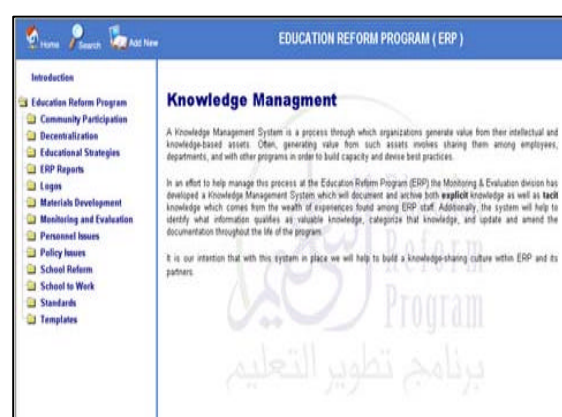 Home Search Add New
EDUCATION REFORM PROGRAM ( ERP )
Introduction
Education Reform Program
Community Participation
Decentralization
Educational Strategies
ERP Reports
Logos
Materials Development
Monitoring and Evaluation
Personnel Issues
Policy Issues
School Reform
School to Work
Standards
Templates
Knowledge Managment
A Knowledge Management System is a process through which organizations generate value from their intellectual and
knowledge-based assets. Often, generating value from such assets involves sharing them among employees,
departments, and with other programs in order to build capacity and devise best practices.
In an effort to help manage this process at the Education Reform Program (ERP) the Monitoring & Evaluation division has
developed a Knowledge Management System which will document and archive both explicit knowledge as well as tacit
knowledge which comes from the wealth of experiences found among ERP staff. Additionally, the system will help to
identify what information qualifies as valuable knowledge, categorize that knowledge, and update and amend the
documentation throughout the life of the program.
It is our intention that with this system in place we will help to build a knowledge-sharing culture within ERP and its
partners.
Reform
Program
برنامج تطوير التعليم